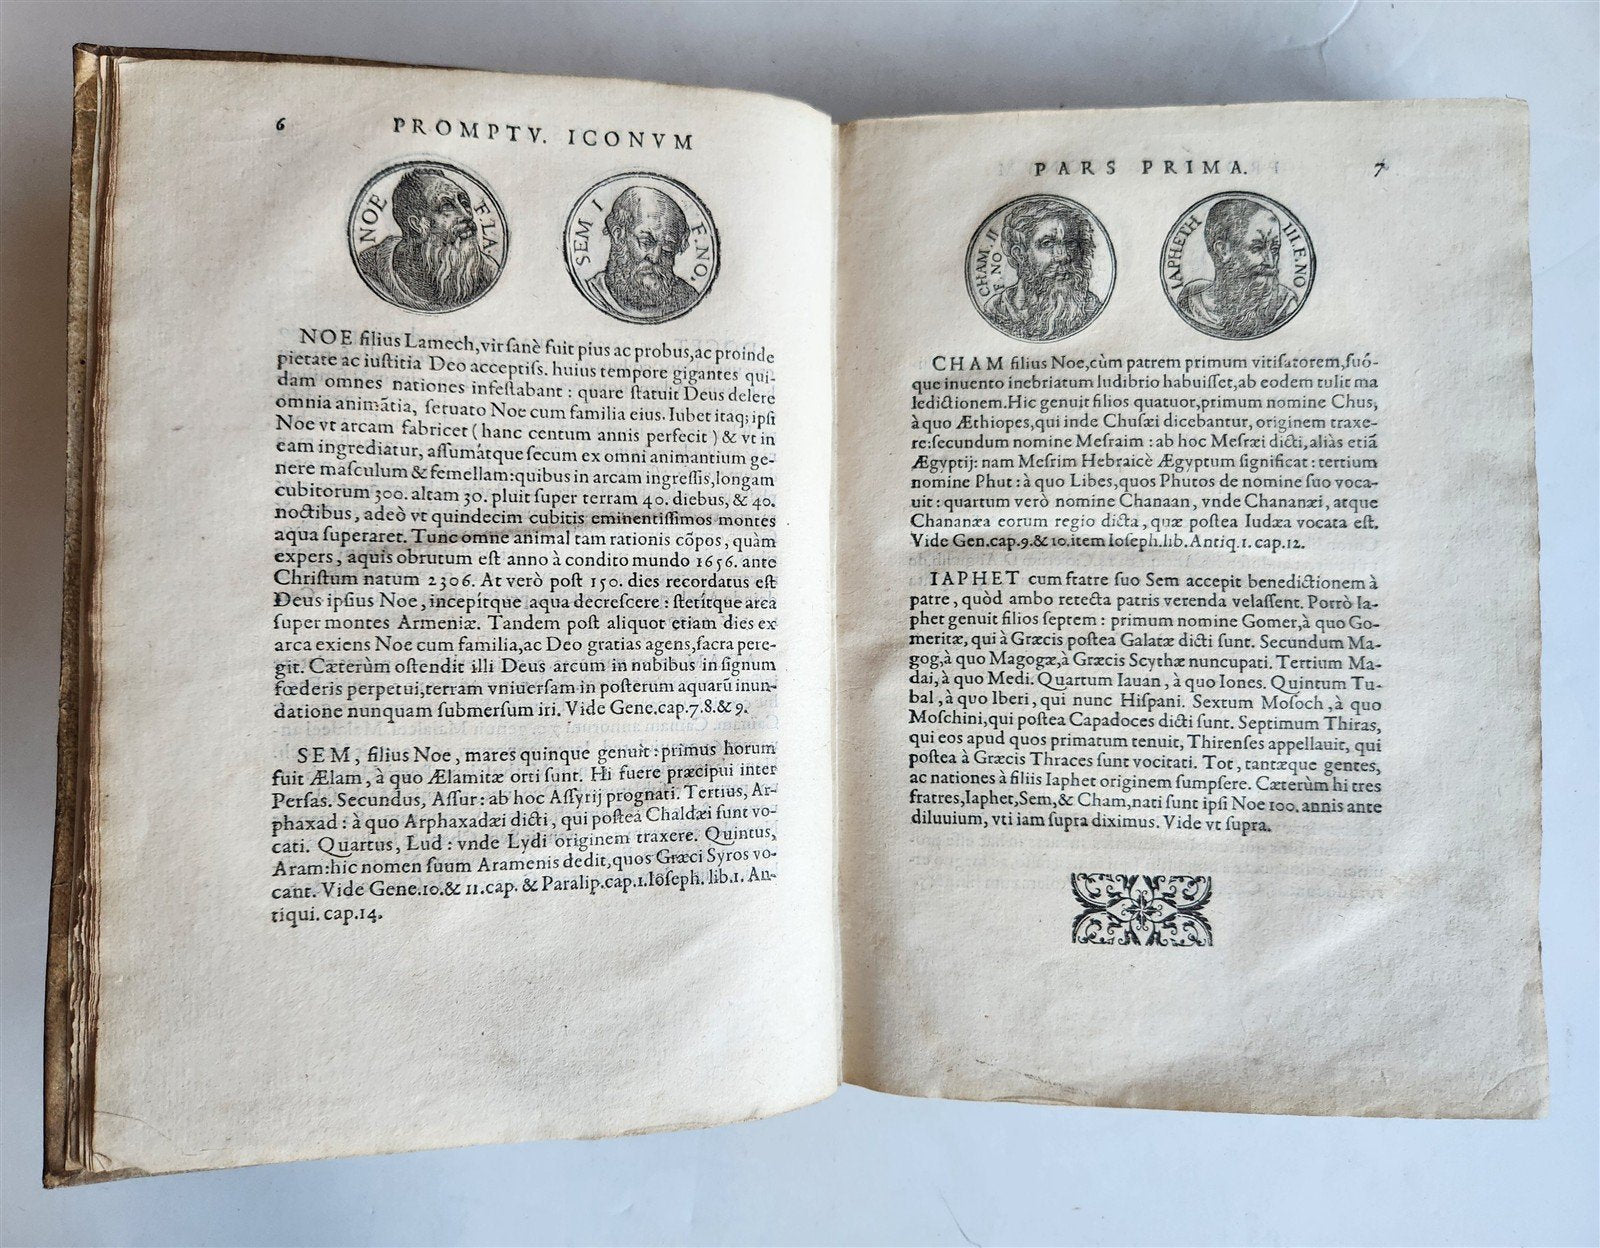 6 PROMPTV. ICONVM
NOE F. LA.
SEM I F. NO.
NOE filius Lamech, vir sanè fuit pius ac probus, ac proinde
pietate ac iustitia Deo acceptiss. huius tempore gigantes qui-
dam omnes nationes infestabant : quare statuit Deus delere
omnia animātia, seruato Noe cum familia eius. Iubet itaq; ipsi
Noe vt arcam fabricet (hanc centum annis perfecit) & vt in
eam ingrediatur, assumátque secum ex omni animantium ge-
nere masculum & femellam: quibus in arcam ingressis, longam
cubitorum 300. altam 30. pluit super terram 40. diebus, & 40.
noctibus, adeò vt quindecim cubitis eminentissimos montes
aqua superaret. Tunc omne animal tam rationis cōpos, quàm
expers, aquis obrutum est anno à condito mundo 1656. ante
Christum natum 2306. At verò post 150. dies recordatus est
Deus ipsius Noe, incepítque aqua decrescere : stetítque arca
super montes Armeniæ. Tandem post aliquot etiam dies ex
arca exiens Noe cum familia, ac Deo gratias agens, sacra pere-
git. Cæterùm ostendit illi Deus arcum in nubibus in signum
fœderis perpetui, terram vniuersam in posterum aquarū inun-
datione nunquam submersum iri. Vide Gene. cap. 7. 8. & 9.
SEM, filius Noe, mares quinque genuit : primus horum
fuit Ælam, à quo Ælamitæ orti sunt. Hi fuere præcipui inter
Persas. Secundus, Assur : ab hoc Assyrij prognati. Tertius, Ar-
phaxad : à quo Arphaxadæi dicti, qui postea Chaldæi sunt vo-
cati. Quartus, Lud : vnde Lydi originem traxere. Quintus,
Aram: hic nomen suum Aramenis dedit, quos Græci Syros vo-
cant. Vide Gene. 10. & 11. cap. & Paralip. cap. 1. Ioseph. lib. 1. An-
tiqui. cap. 14.
PARS PRIMA. 7
CHAM. II F. NO.
IAPHETH III. F. NO
CHAM filius Noe, cùm patrem primum vitisatorem, suó-
que inuento inebriatum ludibrio habuisset, ab eodem tulit ma
ledictionem. Hic genuit filios quatuor, primum nomine Chus,
à quo Æthiopes, qui inde Chusæi dicebantur, originem traxe-
re: secundum nomine Mesraim : ab hoc Mesræi dicti, aliàs etiā
Ægyptij: nam Mesrim Hebraicè Ægyptum significat : tertium
nomine Phut : à quo Libes, quos Phutos de nomine suo voca-
uit : quartum verò nomine Chanaan, vnde Chananæi, atque
Chananæa eorum regio dicta, quæ postea Iudæa vocata est.
Vide Gen. cap. 9. & 10. item Ioseph. lib. Antiq. 1. cap. 12.
IAPHET cum fratre suo Sem accepit benedictionem à
patre, quòd ambo retecta patris verenda velassent. Porrò Ia-
phet genuit filios septem : primum nomine Gomer, à quo Go-
meritæ, qui à Græcis postea Galatæ dicti sunt. Secundum Ma-
gog, à quo Magogæ, à Græcis Scythæ nuncupati. Tertium Ma-
dai, à quo Medi. Quartum Iauan, à quo Iones. Quintum Tu-
bal, à quo Iberi, qui nunc Hispani. Sextum Mosoch, à quo
Moschini, qui postea Capadoces dicti sunt. Septimum Thiras,
qui eos apud quos primatum tenuit, Thirenses appellauit, qui
postea à Græcis Thraces sunt vocitati. Tot, tantæque gentes,
ac nationes à filiis Iaphet originem sumpsere. Cæterùm hi tres
fratres, Iaphet, Sem, & Cham, nati sunt ipsi Noe 100. annis ante
diluuium, vti iam supra diximus. Vide vt supra.